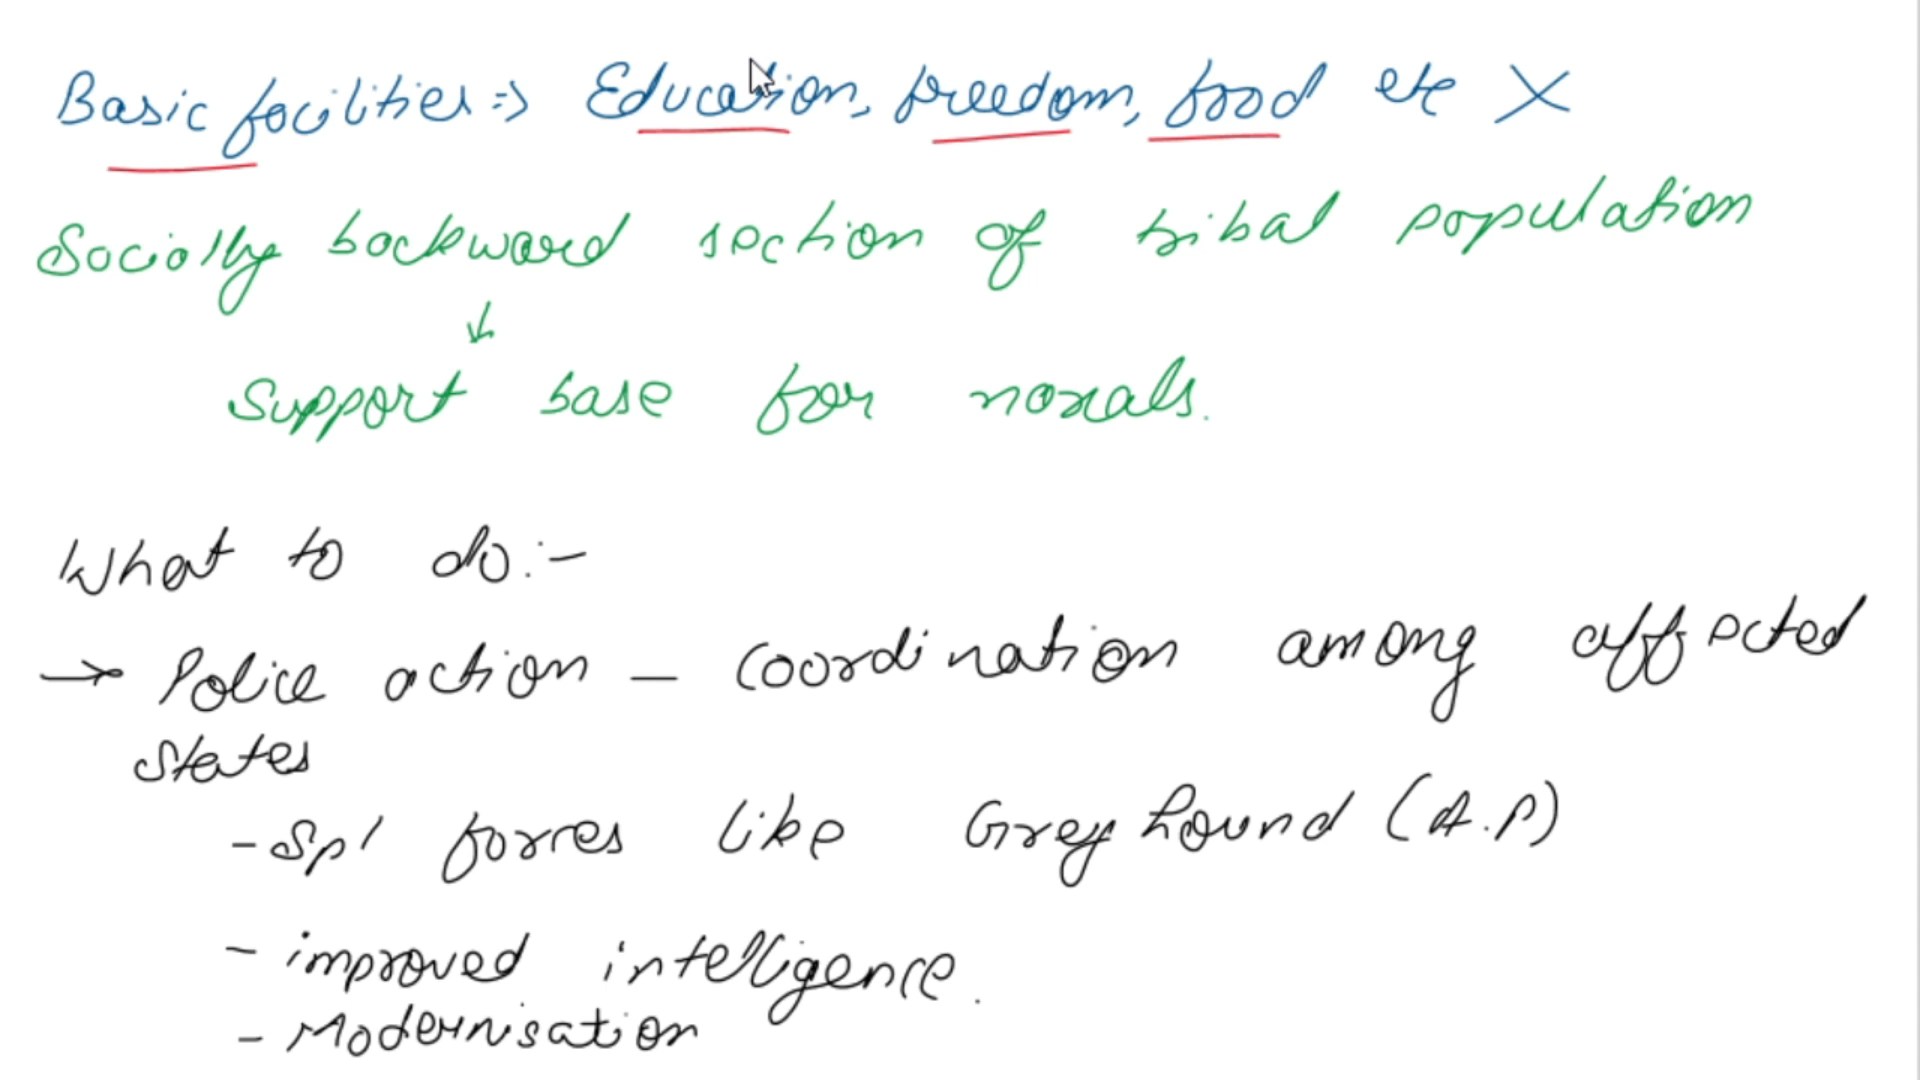 Basic facilities => Education, freedom, food etc X
Socially backward section of tribal population
↓
Support base for naxals.
What to do:-
→ Police action - Coordination among affected
states
- Spl forces like Greyhound (A.P)
- improved intelligence.
- Modernisation